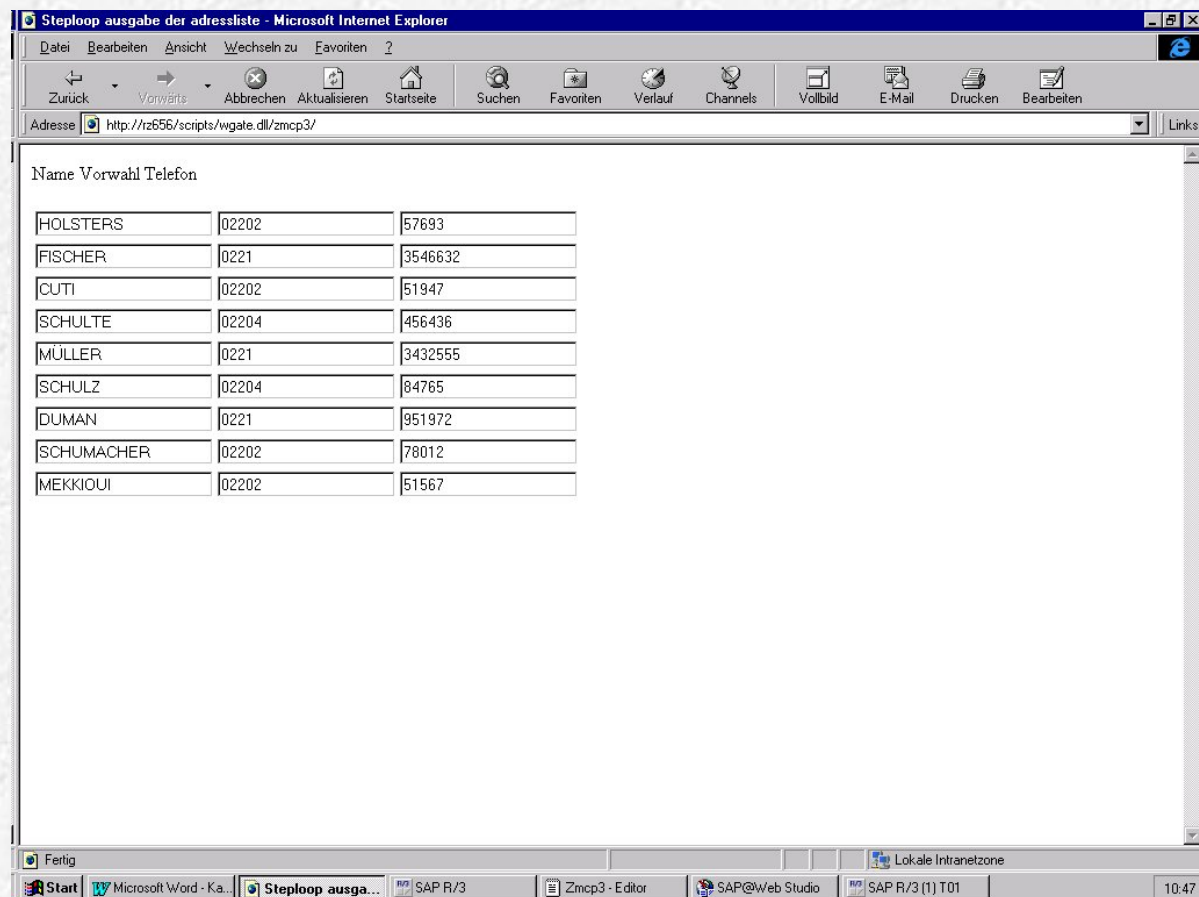 Steploop ausgabe der adressliste - Microsoft Internet Explorer
Datei Bearbeiten Ansicht Wechseln zu Favoriten ?
Zurück Vorwärts Abbrechen Aktualisieren Startseite Suchen Favoriten Verlauf Channels Vollbild E-Mail Drucken Bearbeiten
Adresse http://rz656/scripts/wgate.dll/zmcp3/ Links
Name Vorwahl Telefon
HOLSTERS 02202 57693
FISCHER 0221 3546632
CUTI 02202 51947
SCHULTE 02204 456436
MÜLLER 0221 3432555
SCHULZ 02204 84765
DUMAN 0221 951972
SCHUMACHER 02202 78012
MEKKIOUI 02202 51567
Fertig Lokale Intranetzone
Start Microsoft Word - Ka... Steploop ausga... SAP R/3 Zmcp3 - Editor SAP@Web Studio SAP R/3 (1) T01 10:47